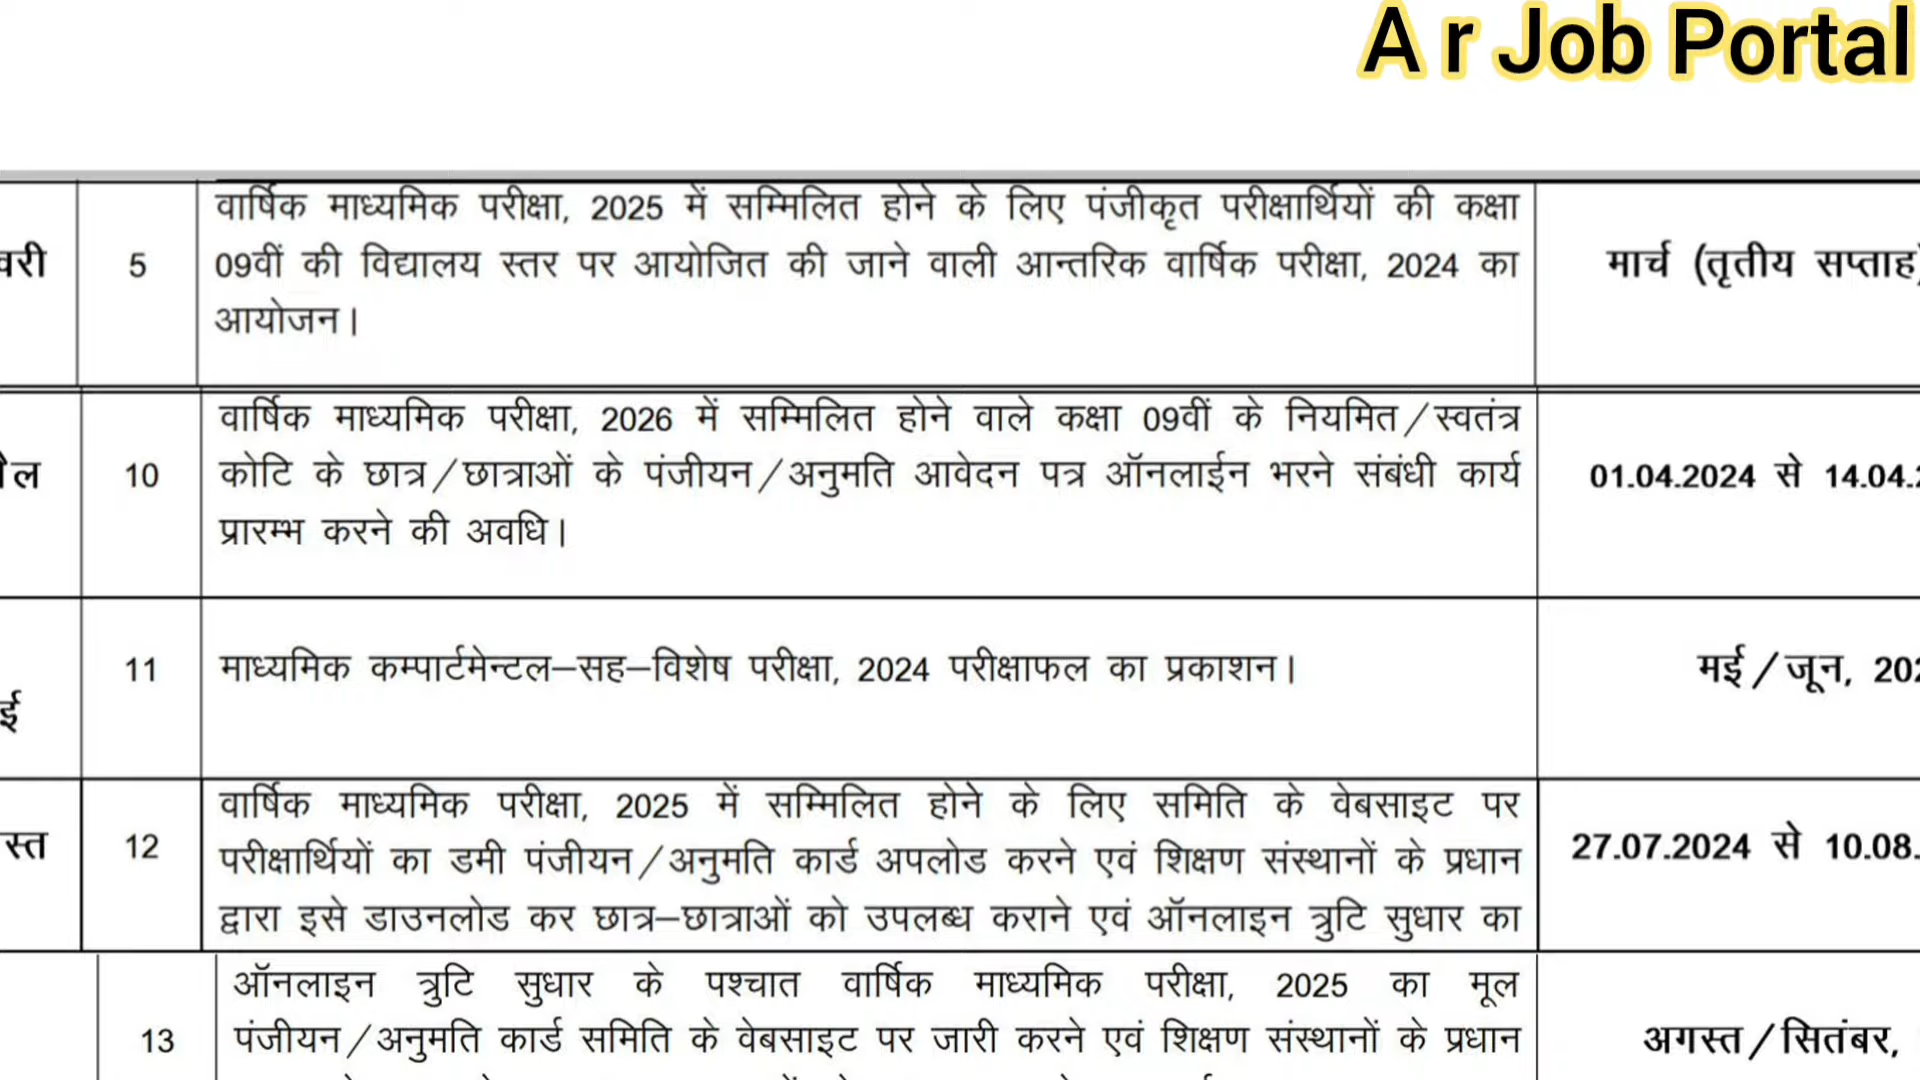 A r Job Portal
वार्षिक माध्यमिक परीक्षा, 2025 में सम्मिलित होने के लिए पंजीकृत परीक्षार्थियों की कक्षा
5 09वीं की विद्यालय स्तर पर आयोजित की जाने वाली आन्तरिक वार्षिक परीक्षा, 2024 का मार्च (तृतीय सप्ताह)
आयोजन।
वार्षिक माध्यमिक परीक्षा, 2026 में सम्मिलित होने वाले कक्षा 09वीं के नियमित/स्वतंत्र
10 कोटि के छात्र/छात्राओं के पंजीयन/अनुमति आवेदन पत्र ऑनलाईन भरने संबंधी कार्य 01.04.2024 से 14.04.
प्रारम्भ करने की अवधि।
11 माध्यमिक कम्पार्टमेन्टल–सह–विशेष परीक्षा, 2024 परीक्षाफल का प्रकाशन। मई/जून, 202
ई
वार्षिक माध्यमिक परीक्षा, 2025 में सम्मिलित होने के लिए समिति के वेबसाइट पर
स्त 12 परीक्षार्थियों का डमी पंजीयन/अनुमति कार्ड अपलोड करने एवं शिक्षण संस्थानों के प्रधान 27.07.2024 से 10.08.
द्वारा इसे डाउनलोड कर छात्र–छात्राओं को उपलब्ध कराने एवं ऑनलाइन त्रुटि सुधार का
ऑनलाइन त्रुटि सुधार के पश्चात वार्षिक माध्यमिक परीक्षा, 2025 का मूल
13 पंजीयन/अनुमति कार्ड समिति के वेबसाइट पर जारी करने एवं शिक्षण संस्थानों के प्रधान अगस्त/सितंबर,